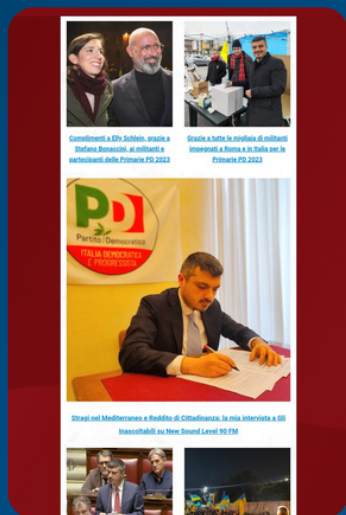 Complimenti a Elly Schlein, grazie a
Stefano Bonaccini, ai militanti e
partecipanti delle Primarie PD 2023
Grazie a tutte le migliaia di militanti
impegnati a Roma e in Italia per le
Primarie PD 2023
PD
Partito Democratico
ITALIA DEMOCRATICA
E PROGRESSISTA
Stragi nel Mediterraneo e Reddito di Cittadinanza: la mia intervista a Gli
Inascoltabili su New Sound Level 90 FM